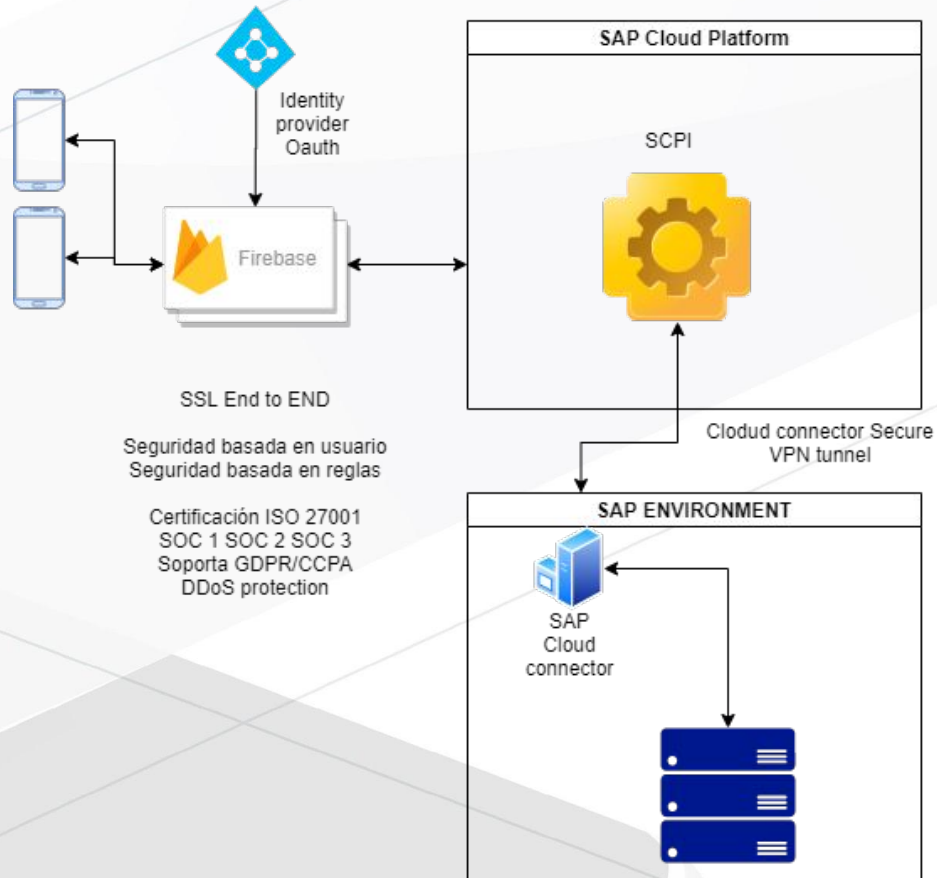 SAP Cloud Platform
Identity
provider
Oauth
SCPI
Firebase
SSL End to END
Seguridad basada en usuario
Seguridad basada en reglas
Certificación ISO 27001
SOC 1 SOC 2 SOC 3
Soporta GDPR/CCPA
DDoS protection
Clodud connector Secure
VPN tunnel
SAP ENVIRONMENT
SAP
Cloud
connector